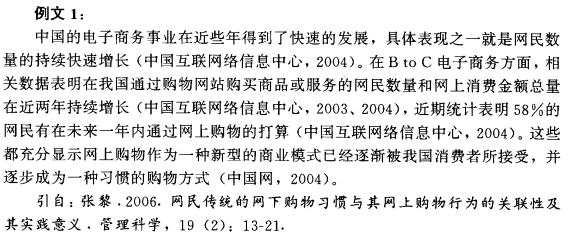 例文1：
中国的电子商务事业在近些年得到了快速的发展，具体表现之一就是网民数
量的持续快速增长（中国互联网络信息中心，2004）。在 B to C 电子商务方面，相
关数据表明在我国通过购物网站购买商品或服务的网民数量和网上消费金额总量
在近两年持续增长（中国互联网络信息中心，2003、2004），近期统计表明 58%的
网民有在未来一年内通过网上购物的打算（中国互联网络信息中心，2004）。这些
都充分显示网上购物作为一种新型的商业模式已经逐渐被我国消费者所接受，并
逐步成为一种习惯的购物方式（中国网，2004）。
引自：张黎．2006．网民传统的网下购物习惯与其网上购物行为的关联性及
其实践意义．管理科学，19（2）：13-21．